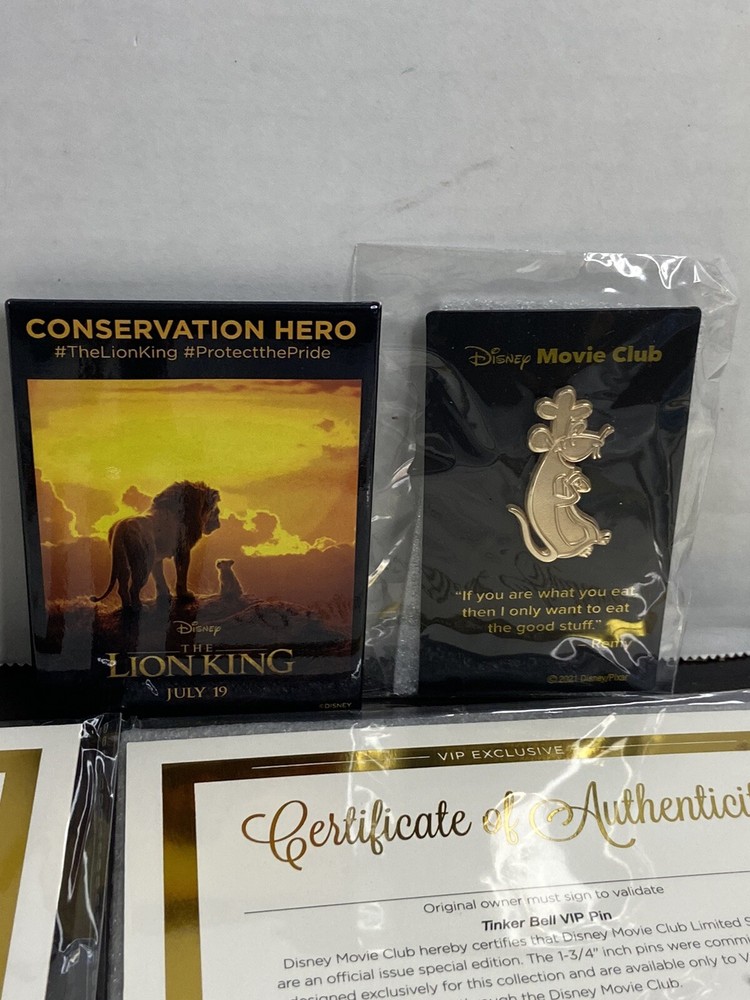 CONSERVATION HERO
#TheLionKing #ProtectthePride
Disney
THE
LION KING
JULY 19
©DISNEY
Disney Movie Club
"If you are what you eat
then I only want to eat
the good stuff."
Remy
© 2021 Disney/Pixar
VIP EXCLUSIVE
Certificate of
Original owner must sign to validate
Tinker Bell VIP Pin
Disney Movie Club hereby certifies that Disney Movie Club Limited
are an official issue special edition. The 1-3/4" inch pins were
designed exclusively for this collection and are available only to
through the Disney Movie Club.